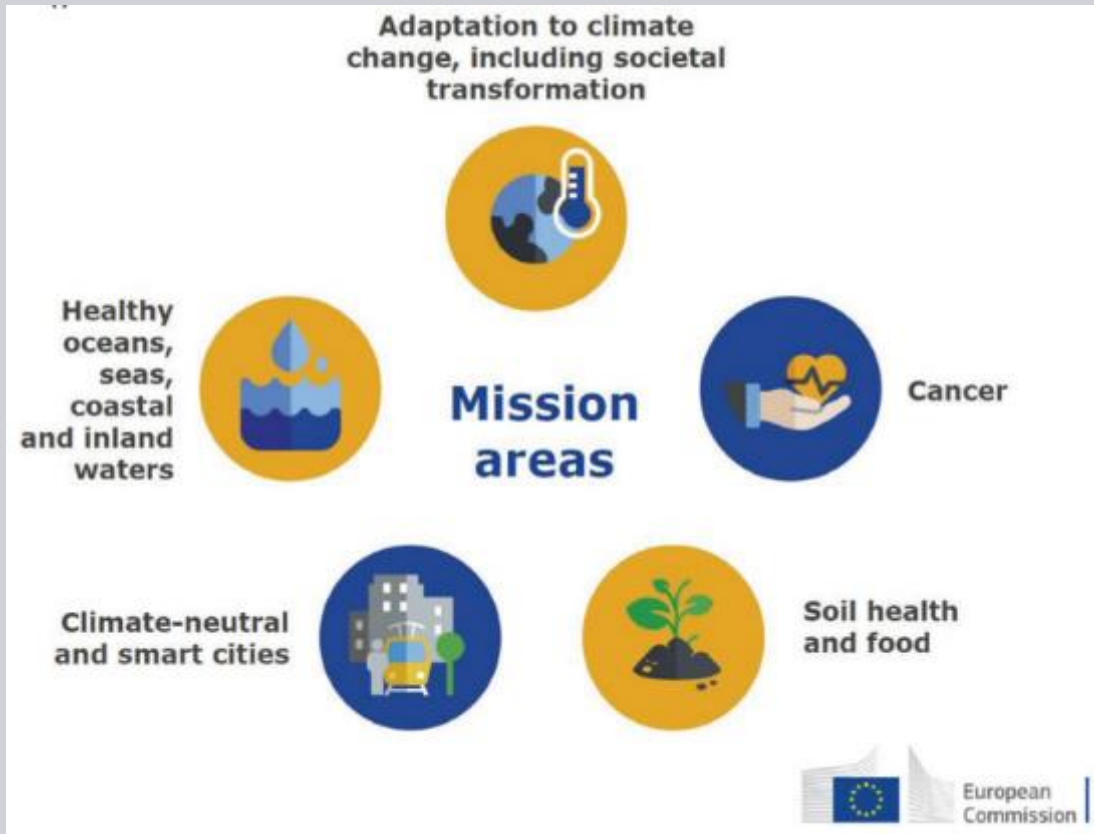 Adaptation to climate
change, including societal
transformation
Healthy
oceans,
seas,
coastal
and inland
waters
Mission
areas
Cancer
Climate-neutral
and smart cities
Soil health
and food
European
Commission